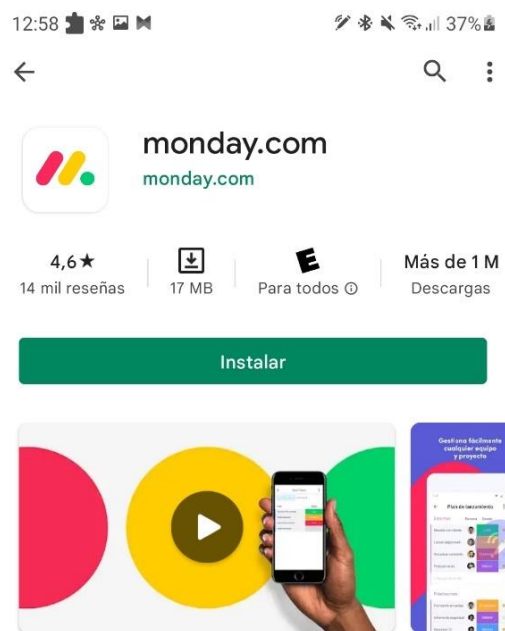 12:58
37%
monday.com
monday.com
4,6★
14 mil reseñas
17 MB
Para todos
Más de 1 M
Descargas
Instalar
Gestiona fácilmente
cualquier equipo
y proyecto
Plan de lanzamiento